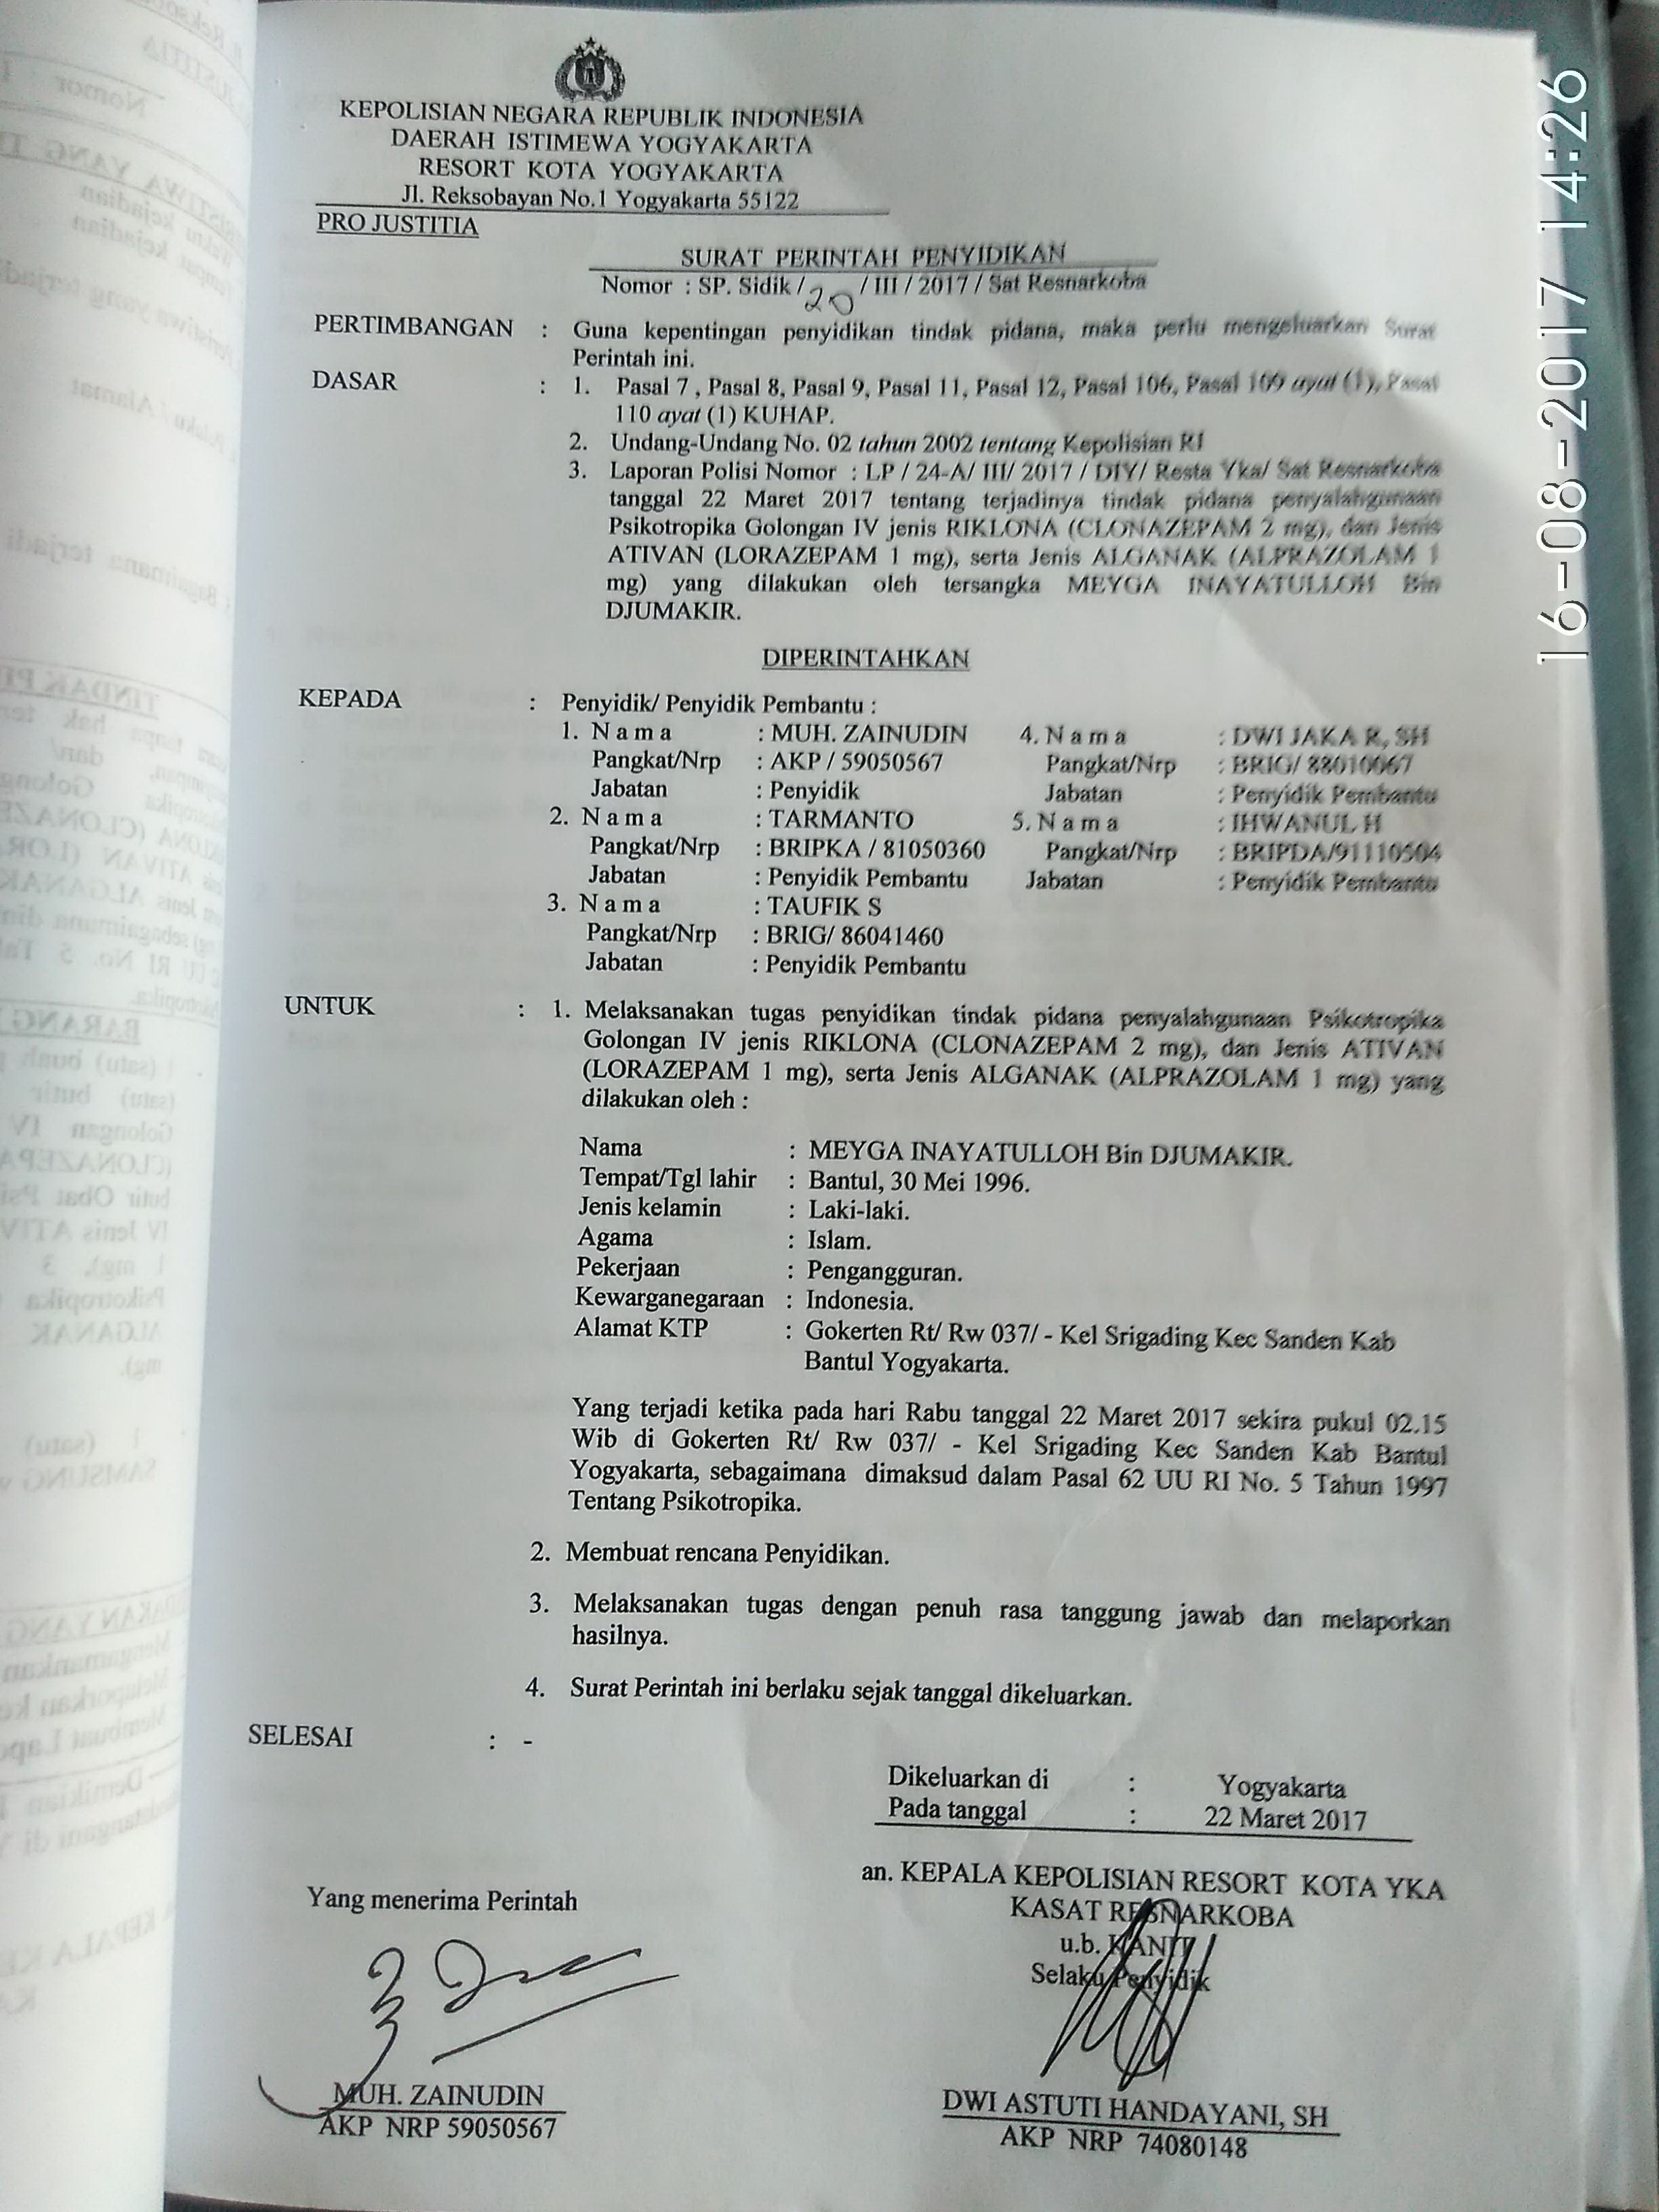 KEPOLISIAN NEGARA REPUBLIK INDONESIA
DAERAH ISTIMEWA YOGYAKARTA
RESORT KOTA YOGYAKARTA
Jl. Reksobayan No.1 Yogyakarta 55122
PRO JUSTITIA
SURAT PERINTAH PENYIDIKAN
Nomor : SP. Sidik / 20 / III / 2017 / Sat Resnarkoba
PERTIMBANGAN : Guna kepentingan penyidikan tindak pidana, maka perlu mengeluarkan Surat
Perintah ini.
DASAR : 1. Pasal 7 , Pasal 8, Pasal 9, Pasal 11, Pasal 12, Pasal 106, Pasal 109 ayat (1), Pasal
110 ayat (1) KUHAP.
2. Undang-Undang No. 02 tahun 2002 tentang Kepolisian RI
3. Laporan Polisi Nomor : LP / 24-A/ III/ 2017 / DIY/ Resta Yka/ Sat Resnarkoba
tanggal 22 Maret 2017 tentang terjadinya tindak pidana penyalahgunaan
Psikotropika Golongan IV jenis RIKLONA (CLONAZEPAM 2 mg), dan Jenis
ATIVAN (LORAZEPAM 1 mg), serta Jenis ALGANAK (ALPRAZOLAM 1
mg) yang dilakukan oleh tersangka MEYGA INAYATULLOH Bin
DJUMAKIR.
DIPERINTAHKAN
KEPADA : Penyidik/ Penyidik Pembantu :
1. N a m a : MUH. ZAINUDIN 4. N a m a : DWI JAKA R, SH
Pangkat/Nrp : AKP / 59050567 Pangkat/Nrp : BRIG/ 88010067
Jabatan : Penyidik Jabatan : Penyidik Pembantu
2. N a m a : TARMANTO 5. N a m a : IHWANUL H
Pangkat/Nrp : BRIPKA / 81050360 Pangkat/Nrp : BRIPDA/91110504
Jabatan : Penyidik Pembantu Jabatan : Penyidik Pembantu
3. N a m a : TAUFIK S
Pangkat/Nrp : BRIG/ 86041460
Jabatan : Penyidik Pembantu
UNTUK : 1. Melaksanakan tugas penyidikan tindak pidana penyalahgunaan Psikotropika
Golongan IV jenis RIKLONA (CLONAZEPAM 2 mg), dan Jenis ATIVAN
(LORAZEPAM 1 mg), serta Jenis ALGANAK (ALPRAZOLAM 1 mg) yang
dilakukan oleh :
Nama : MEYGA INAYATULLOH Bin DJUMAKIR.
Tempat/Tgl lahir : Bantul, 30 Mei 1996.
Jenis kelamin : Laki-laki.
Agama : Islam.
Pekerjaan : Pengangguran.
Kewarganegaraan : Indonesia.
Alamat KTP : Gokerten Rt/ Rw 037/ - Kel Srigading Kec Sanden Kab
Bantul Yogyakarta.
Yang terjadi ketika pada hari Rabu tanggal 22 Maret 2017 sekira pukul 02.15
Wib di Gokerten Rt/ Rw 037/ - Kel Srigading Kec Sanden Kab Bantul
Yogyakarta, sebagaimana dimaksud dalam Pasal 62 UU RI No. 5 Tahun 1997
Tentang Psikotropika.
2. Membuat rencana Penyidikan.
3. Melaksanakan tugas dengan penuh rasa tanggung jawab dan melaporkan
hasilnya.
4. Surat Perintah ini berlaku sejak tanggal dikeluarkan.
SELESAI : -
Dikeluarkan di : Yogyakarta
Pada tanggal : 22 Maret 2017
an. KEPALA KEPOLISIAN RESORT KOTA YKA
KASAT RESNARKOBA
u.b. KANIT
Selaku Penyidik
DWI ASTUTI HANDAYANI, SH
AKP NRP 74080148
Yang menerima Perintah
MUH. ZAINUDIN
AKP NRP 59050567
16-08-2017 14:26